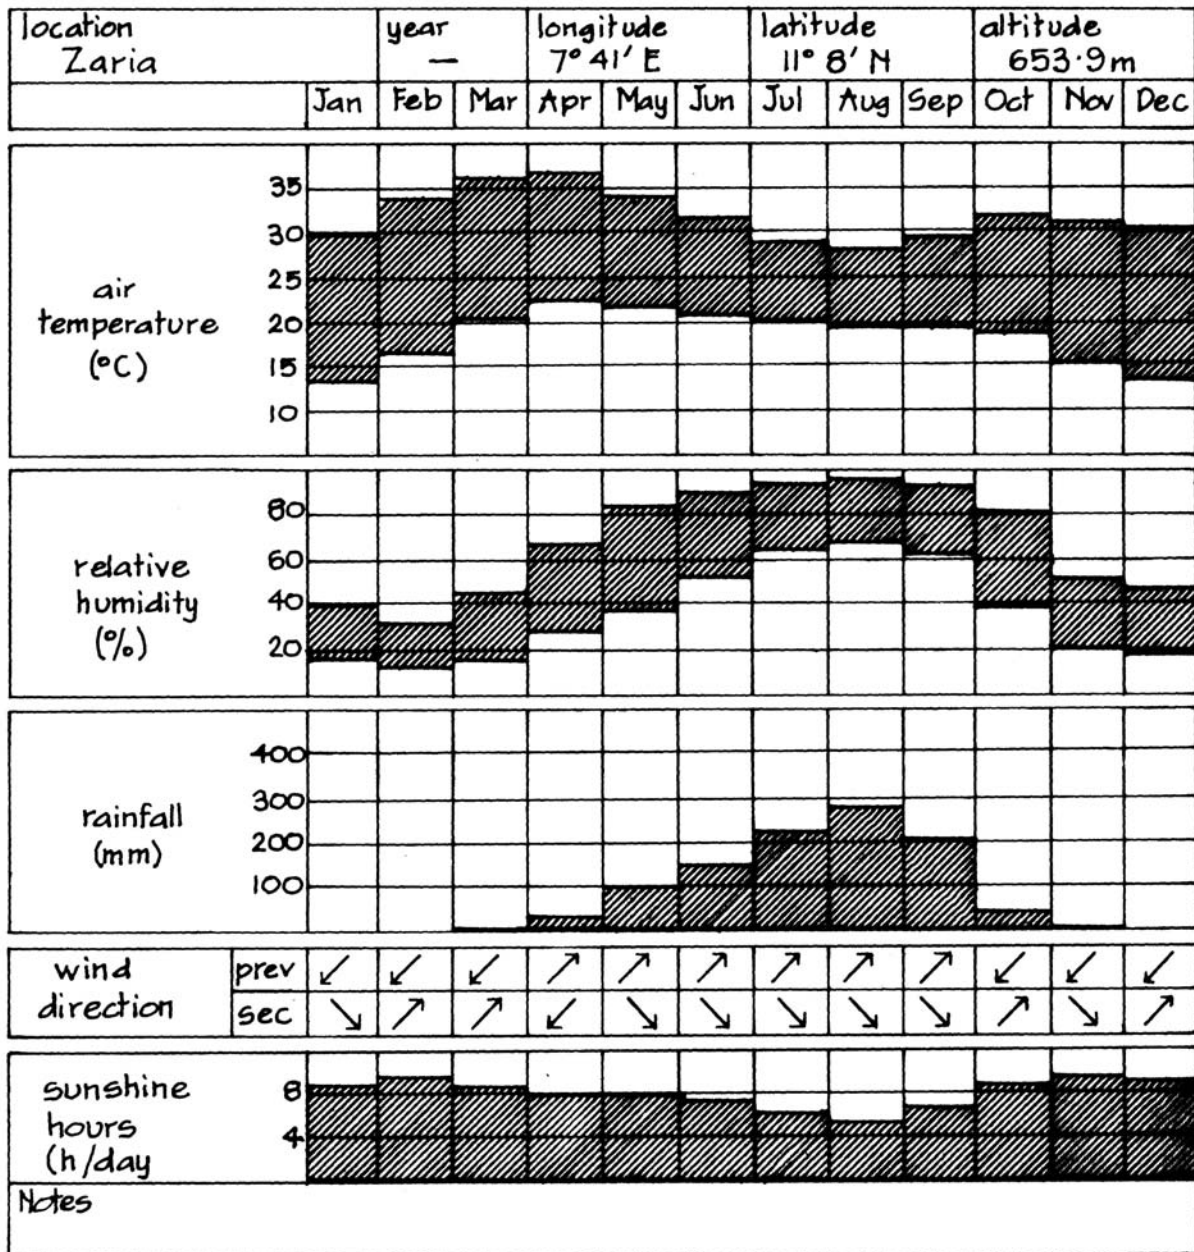 location year longitude latitude altitude
Zaria — 7° 41' E 11° 8' N 653·9m
Jan Feb Mar Apr May Jun Jul Aug Sep Oct Nov Dec
35
30
25
20
15
10
air
temperature
(°C)
80
60
40
20
relative
humidity
(%)
400
300
200
100
rainfall
(mm)
wind
direction
prev
sec
sunshine
hours
(h/day
8
4
Notes